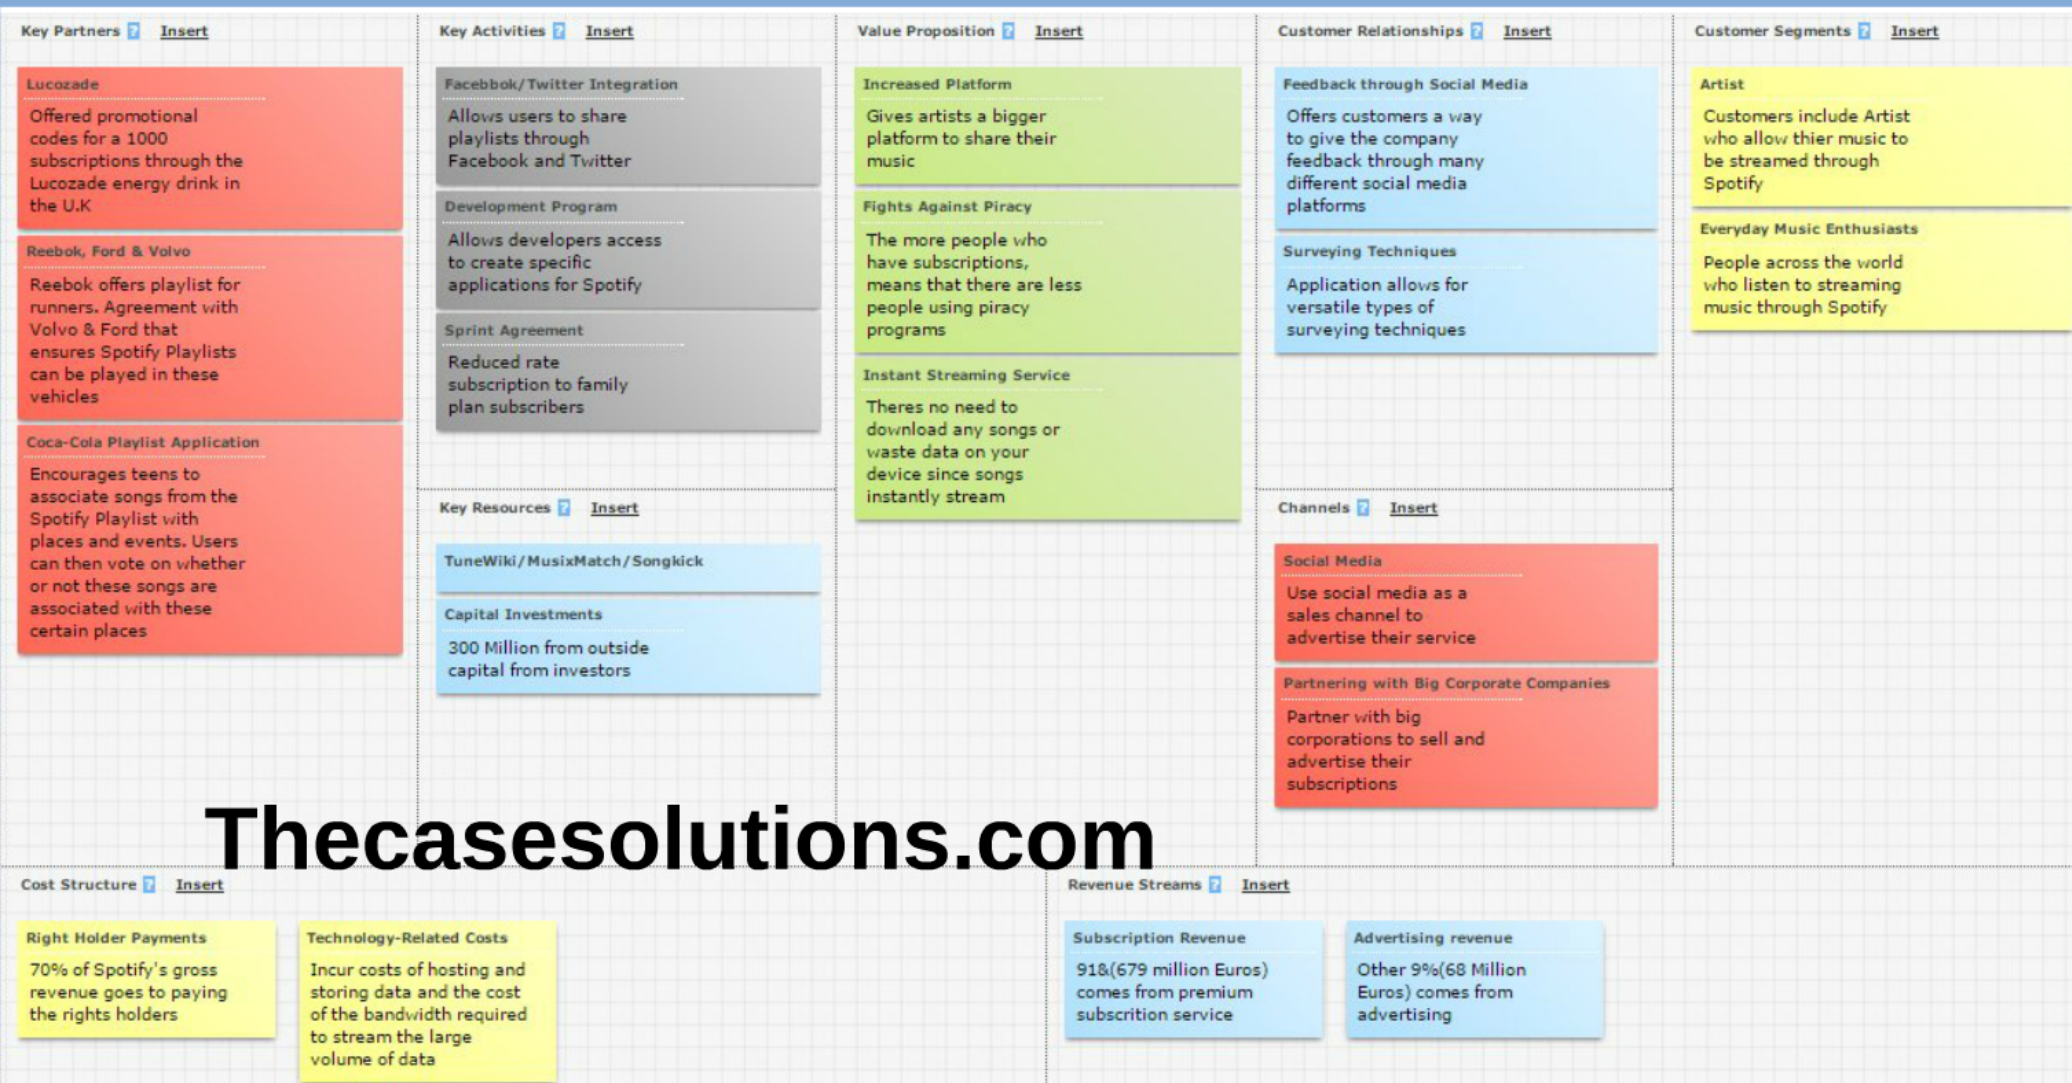 Key Partners ? Insert
Lucozade
Offered promotional
codes for a 1000
subscriptions through the
Lucozade energy drink in
the U.K
Reebok, Ford & Volvo
Reebok offers playlist for
runners. Agreement with
Volvo & Ford that
ensures Spotify Playlists
can be played in these
vehicles
Coca-Cola Playlist Application
Encourages teens to
associate songs from the
Spotify Playlist with
places and events. Users
can then vote on whether
or not these songs are
associated with these
certain places
Key Activities ? Insert
Facebbok/Twitter Integration
Allows users to share
playlists through
Facebook and Twitter
Development Program
Allows developers access
to create specific
applications for Spotify
Sprint Agreement
Reduced rate
subscription to family
plan subscribers
Key Resources ? Insert
TuneWiki/MusixMatch/Songkick
Capital Investments
300 Million from outside
capital from investors
Value Proposition ? Insert
Increased Platform
Gives artists a bigger
platform to share their
music
Fights Against Piracy
The more people who
have subscriptions,
means that there are less
people using piracy
programs
Instant Streaming Service
Theres no need to
download any songs or
waste data on your
device since songs
instantly stream
Customer Relationships ? Insert
Feedback through Social Media
Offers customers a way
to give the company
feedback through many
different social media
platforms
Surveying Techniques
Application allows for
versatile types of
surveying techniques
Channels ? Insert
Social Media
Use social media as a
sales channel to
advertise their service
Partnering with Big Corporate Companies
Partner with big
corporations to sell and
advertise their
subscriptions
Customer Segments ? Insert
Artist
Customers include Artist
who allow thier music to
be streamed through
Spotify
Everyday Music Enthusiasts
People across the world
who listen to streaming
music through Spotify
Thecasesolutions.com
Cost Structure ? Insert
Right Holder Payments
70% of Spotify's gross
revenue goes to paying
the rights holders
Technology-Related Costs
Incur costs of hosting and
storing data and the cost
of the bandwidth required
to stream the large
volume of data
Revenue Streams ? Insert
Subscription Revenue
91&(679 million Euros)
comes from premium
subscrition service
Advertising revenue
Other 9%(68 Million
Euros) comes from
advertising